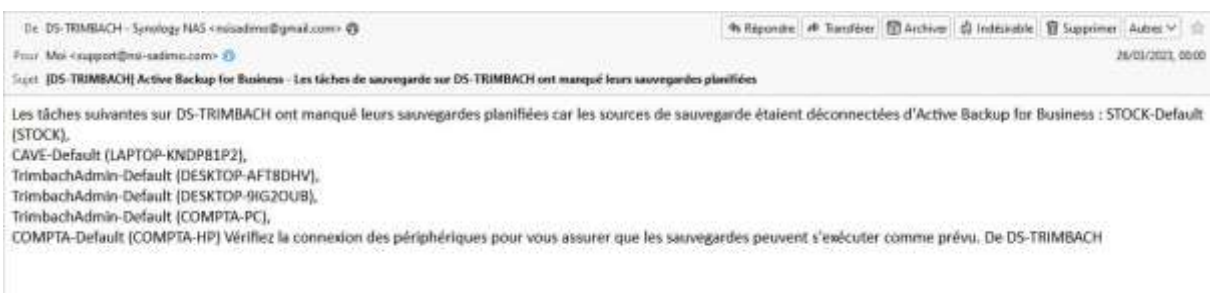 De DS-TRIMBACH - Synology NAS <nsisadimo@gmail.com>
Répondre Transférer Archiver Indésirable Supprimer Autres
Pour Moi <support@nsi-sadimo.com>
26/03/2023, 00:00
Sujet [DS-TRIMBACH] Active Backup for Business - Les tâches de sauvegarde sur DS-TRIMBACH ont manqué leurs sauvegardes planifiées
Les tâches suivantes sur DS-TRIMBACH ont manqué leurs sauvegardes planifiées car les sources de sauvegarde étaient déconnectées d'Active Backup for Business : STOCK-Default
(STOCK),
CAVE-Default (LAPTOP-KNDP81P2),
TrimbachAdmin-Default (DESKTOP-AFT8DHV),
TrimbachAdmin-Default (DESKTOP-9IG2OUB),
TrimbachAdmin-Default (COMPTA-PC),
COMPTA-Default (COMPTA-HP) Vérifiez la connexion des périphériques pour vous assurer que les sauvegardes peuvent s'exécuter comme prévu. De DS-TRIMBACH